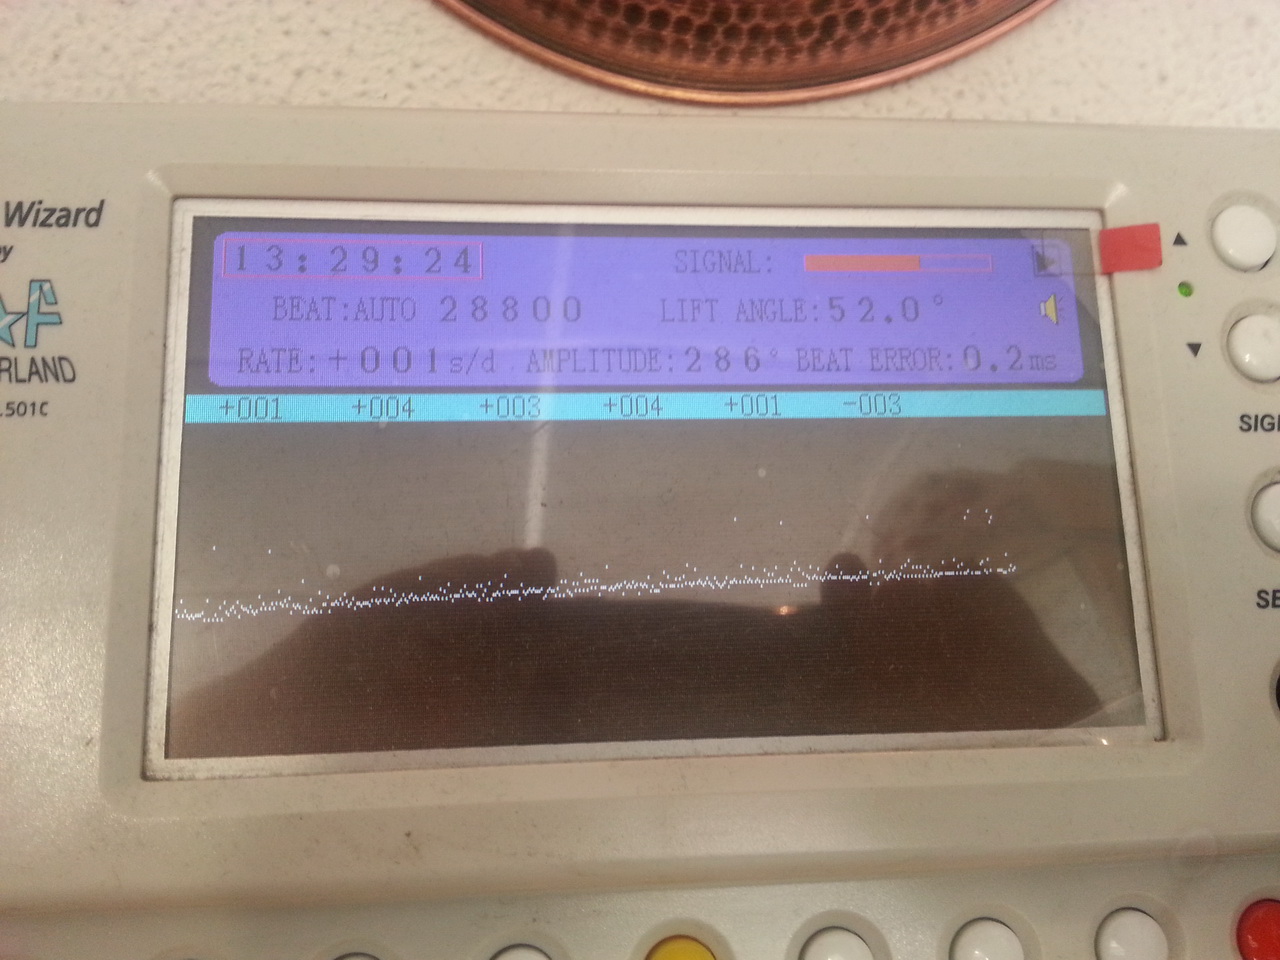 Wizard
13:29:24 SIGNAL:
BEAT:AUTO 28800 LIFT ANGLE:52.0°
RATE:+001s/d AMPLITUDE:286° BEAT ERROR:0.2ms
+001 +004 +003 +004 +001 -003
F
RLAND
.501C
SIG
SE